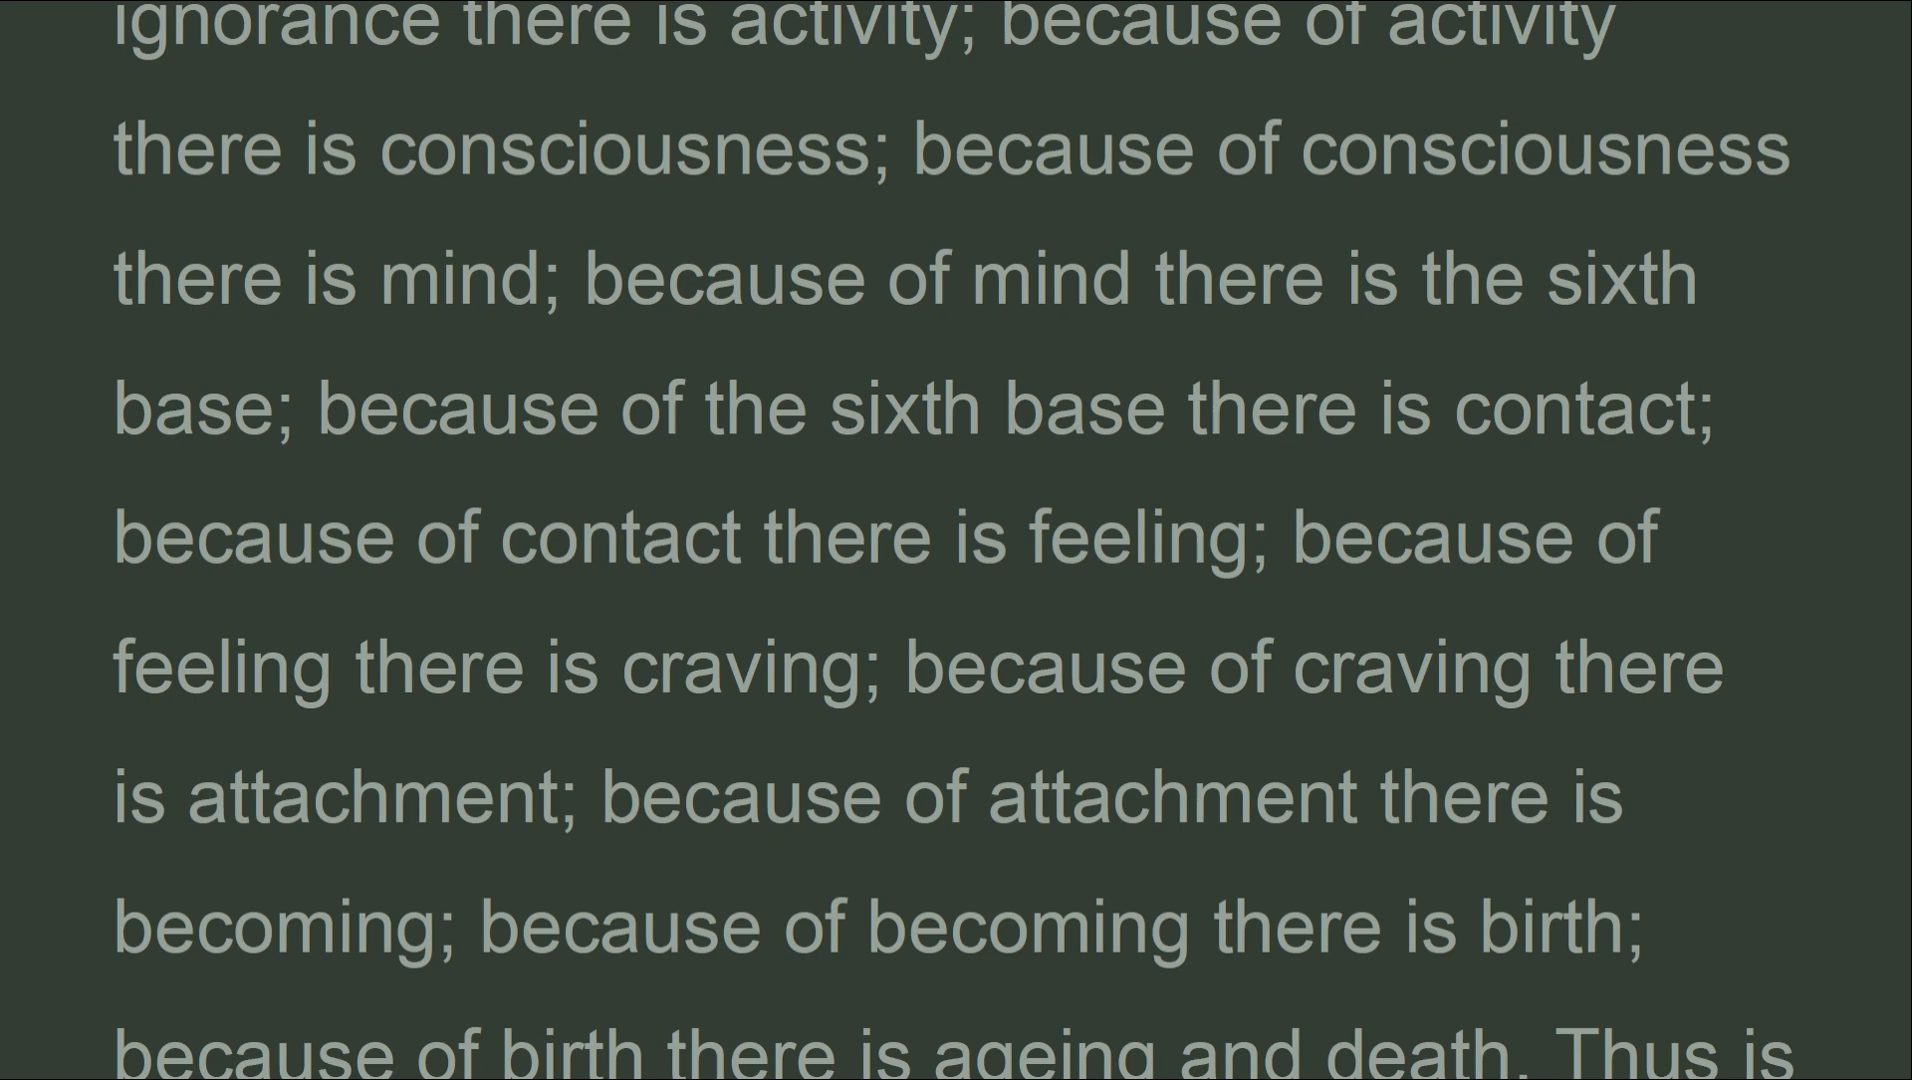 ignorance there is activity; because of activity
there is consciousness; because of consciousness
there is mind; because of mind there is the sixth
base; because of the sixth base there is contact;
because of contact there is feeling; because of
feeling there is craving; because of craving there
is attachment; because of attachment there is
becoming; because of becoming there is birth;
because of birth there is ageing and death. Thus is